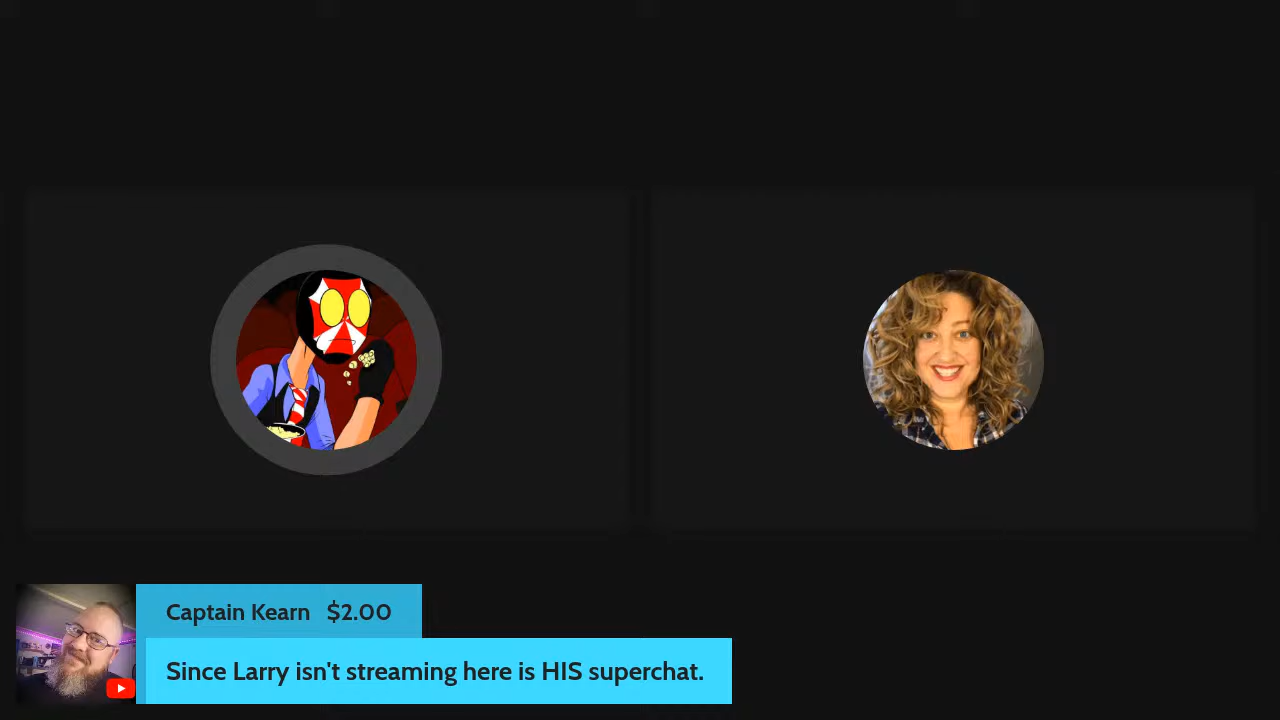 Captain Kearn $2.00
Since Larry isn't streaming here is HIS superchat.